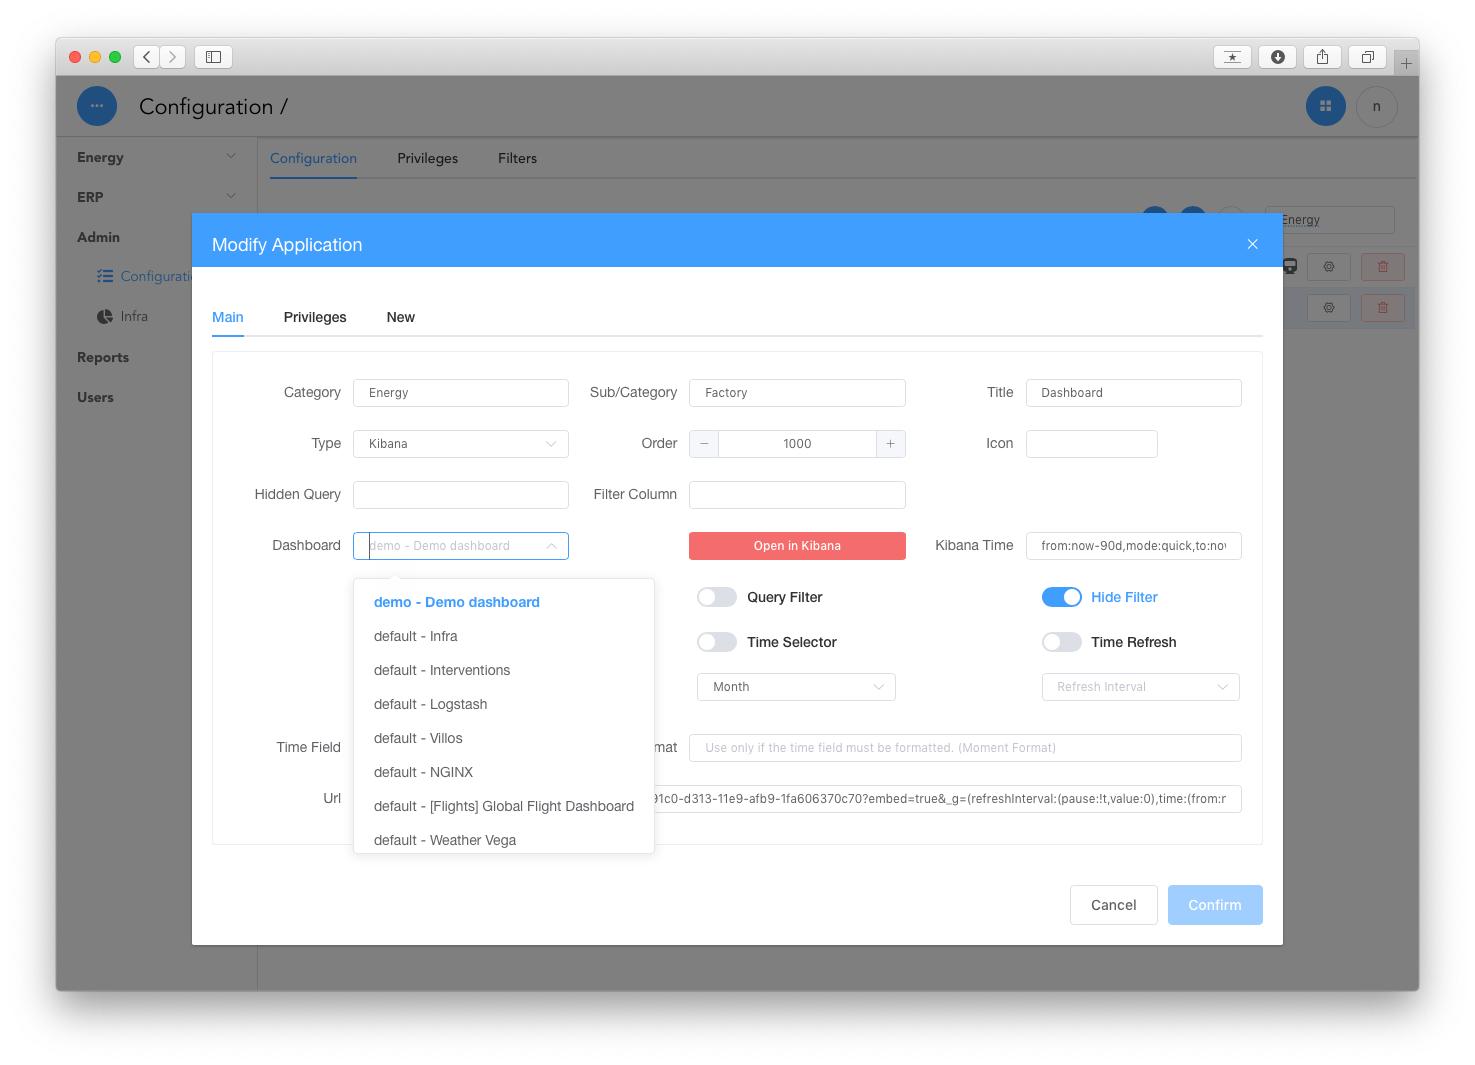 Configuration /
n
Energy
ERP
Admin
Configurati
Infra
Reports
Users
Configuration
Privileges
Filters
Energy
Modify Application
Main
Privileges
New
Category
Energy
Sub/Category
Factory
Title
Dashboard
Type
Kibana
Order
1000
Icon
Hidden Query
Filter Column
Dashboard
demo - Demo dashboard
Open in Kibana
Kibana Time
from:now-90d,mode:quick,to:nov
demo - Demo dashboard
default - Infra
default - Interventions
default - Logstash
default - Villos
default - NGINX
default - [Flights] Global Flight Dashboard
default - Weather Vega
Query Filter
Hide Filter
Time Selector
Time Refresh
Month
Refresh Interval
Time Field
mat
Use only if the time field must be formatted. (Moment Format)
Url
91c0-d313-11e9-afb9-1fa606370c70?embed=true&_g=(refreshInterval:(pause:!t,value:0),time:(from:r
Cancel
Confirm